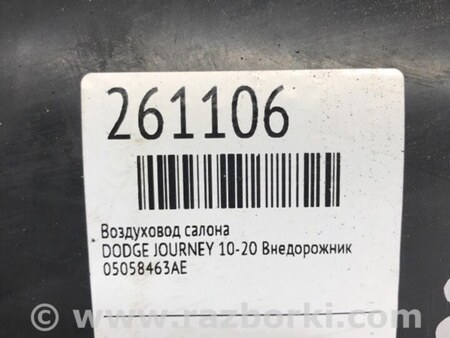 261106
Воздуховод салона
DODGE JOURNEY 10-20 Внедорожник
05058463AE
© www.razborki.com